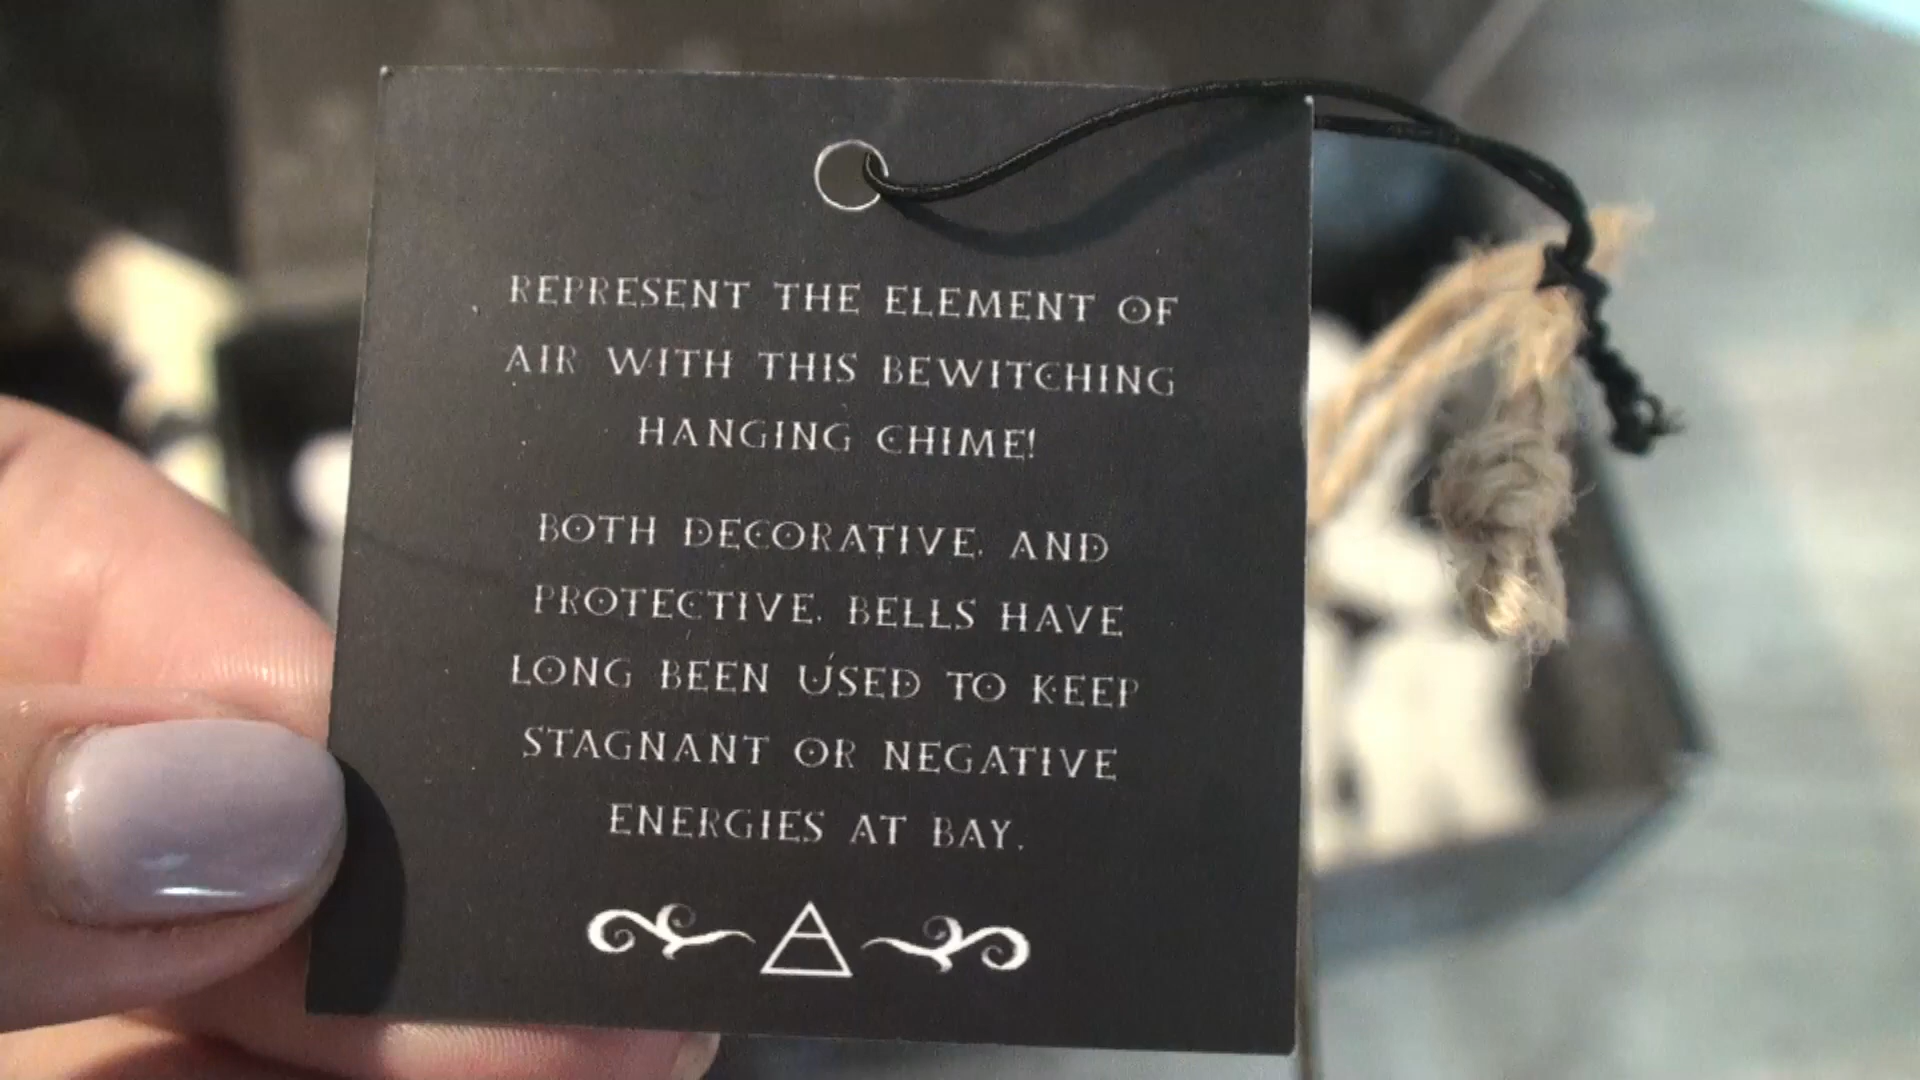 REPRESENT THE ELEMENT OF
AIR WITH THIS BEWITCHING
HANGING CHIME!
BOTH DECORATIVE, AND
PROTECTIVE, BELLS HAVE
LONG BEEN USED TO KEEP
STAGNANT OR NEGATIVE
ENERGIES AT BAY.